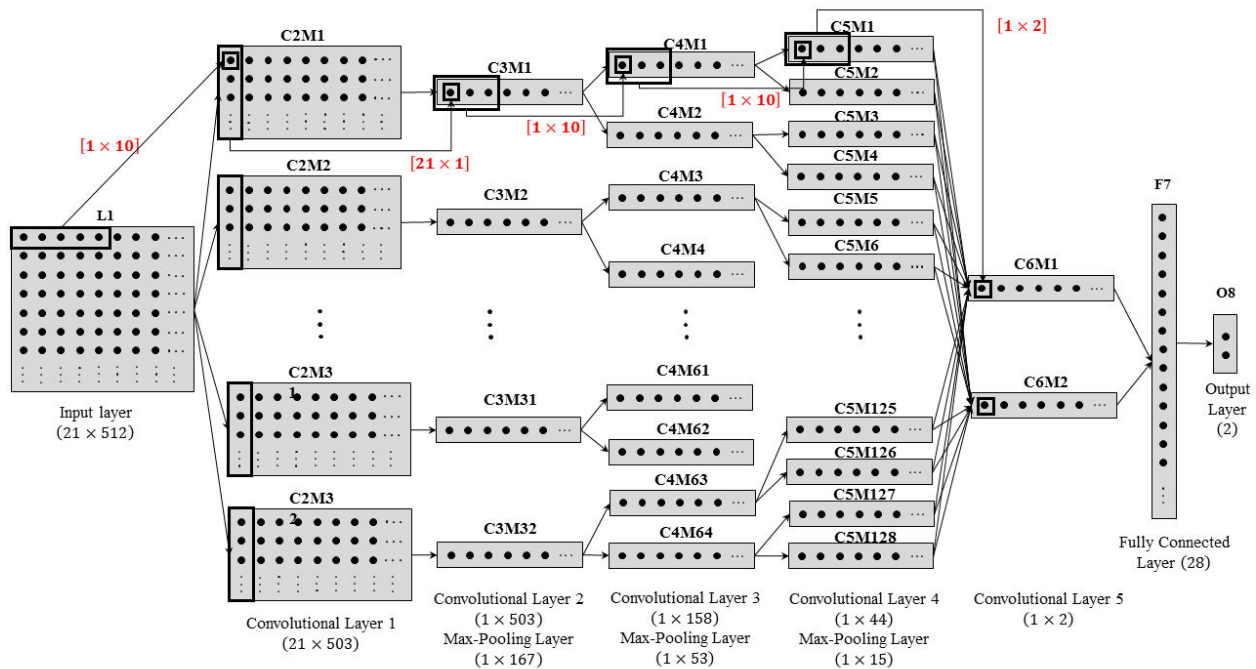 C2M1
C3M1
C4M1
C5M1
[1 × 2]
C5M2
[1 × 10]
[1 × 10]
[1 × 10]
[21 × 1]
C4M2
C5M3
C5M4
C2M2
C3M2
C4M3
C5M5
C4M4
C5M6
L1
Input layer
(21 × 512)
C2M3
1
C3M31
C4M61
C4M62
C5M125
C5M126
C2M3
2
C3M32
C4M63
C4M64
C5M127
C5M128
C6M1
C6M2
F7
O8
Output
Layer
(2)
Fully Connected
Layer (28)
Convolutional Layer 1
(21 × 503)
Convolutional Layer 2
(1 × 503)
Max-Pooling Layer
(1 × 167)
Convolutional Layer 3
(1 × 158)
Max-Pooling Layer
(1 × 53)
Convolutional Layer 4
(1 × 44)
Max-Pooling Layer
(1 × 15)
Convolutional Layer 5
(1 × 2)